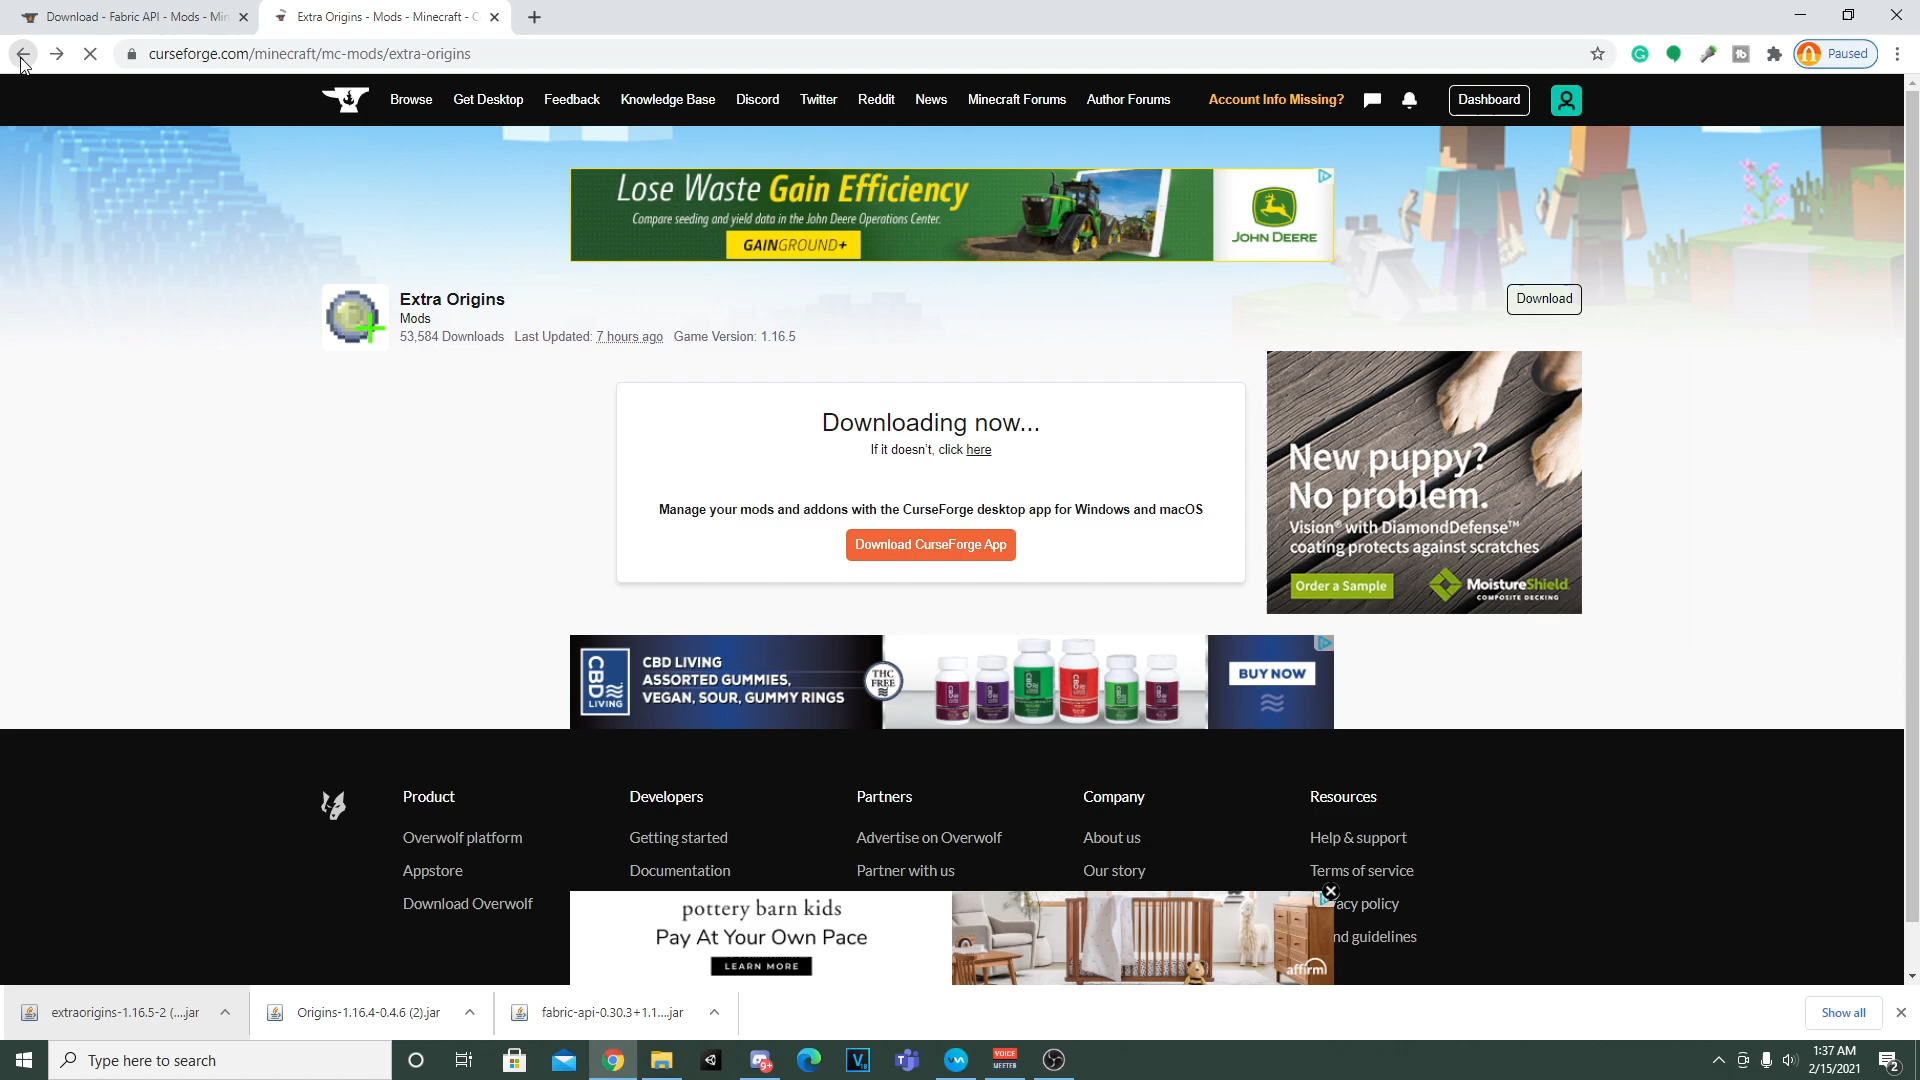 Download - Fabric API - Mods - Min
Extra Origins - Mods - Minecraft - C
curseforge.com/minecraft/mc-mods/extra-origins
Paused
Browse
Get Desktop
Feedback
Knowledge Base
Discord
Twitter
Reddit
News
Minecraft Forums
Author Forums
Account Info Missing?
Dashboard
Lose Waste Gain Efficiency
Compare seeding and yield data in the John Deere Operations Center.
GAINGROUND+
JOHN DEERE
Extra Origins
Mods
53,584 Downloads Last Updated: 7 hours ago Game Version: 1.16.5
Download
Downloading now...
If it doesn't, click here
Manage your mods and addons with the CurseForge desktop app for Windows and macOS
Download CurseForge App
New puppy?
No problem.
Vision® with DiamondDefense™
coating protects against scratches
Order a Sample
MoistureShield.
COMPOSITE DECKING
CBD LIVING
CBD LIVING
ASSORTED GUMMIES,
VEGAN, SOUR, GUMMY RINGS
THC
FREE
BUY NOW
Product
Developers
Partners
Company
Resources
Overwolf platform
Getting started
Advertise on Overwolf
About us
Help & support
Appstore
Documentation
Partner with us
Our story
Terms of service
Download Overwolf
acy policy
nd guidelines
pottery barn kids
Pay At Your Own Pace
LEARN MORE
affirm
extraorigins-1.16.5-2 (....jar
Origins-1.16.4-0.4.6 (2).jar
fabric-api-0.30.3+1.1....jar
Show all
Type here to search
VOICE
MEETER
1:37 AM
2/15/2021
2